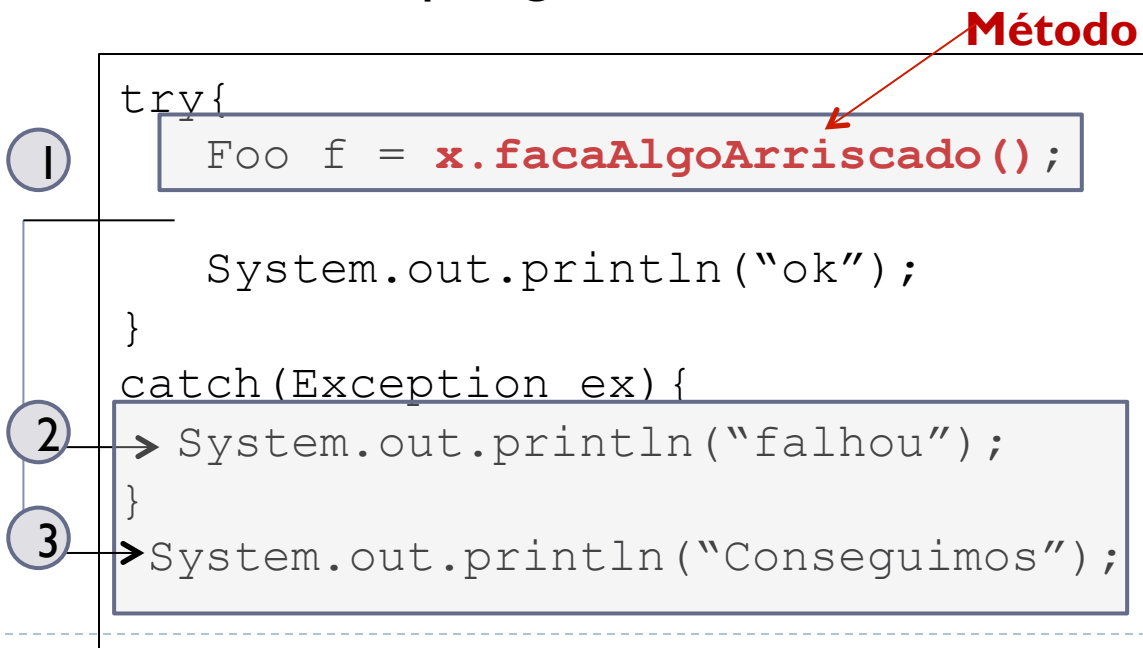 Método
try{
1 Foo f = x.facaAlgoArriscado();
System.out.println(“ok”);
}
catch(Exception ex){
2 System.out.println(“falhou”);
}
3 System.out.println(“Conseguimos”);